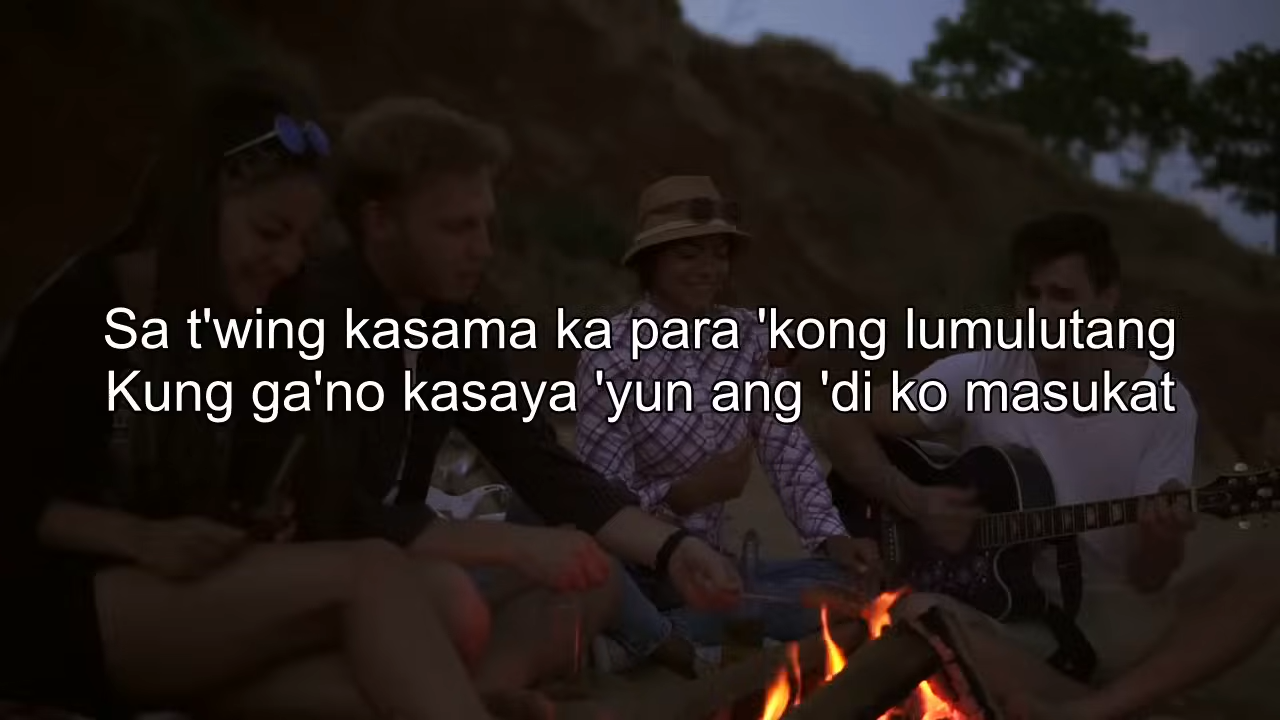 Sa t'wing kasama ka para 'kong lumulutang
Kung ga'no kasaya 'yun ang 'di ko masukat